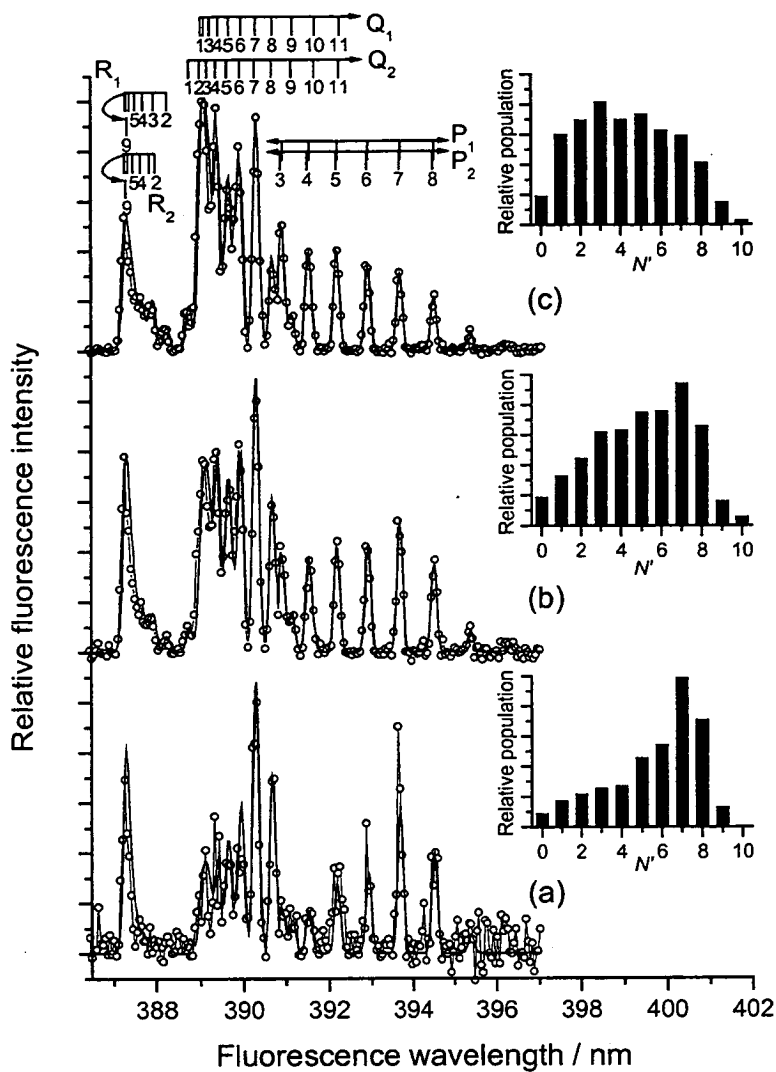 Q1
1 3 4 5 6 7 8 9 10 11
Q2
1 2 3 4 5 6 7 8 9 10 11
R1
5 4 3 2
9
P1
P2
3 4 5 6 7 8
5 4 2
R2
9
Relative population
0 2 4 6 8 10
N'
(c)
Relative population
0 2 4 6 8 10
N'
(b)
Relative population
0 2 4 6 8 10
N'
(a)
Relative fluorescence intensity
388 390 392 394 396 398 400 402
Fluorescence wavelength / nm